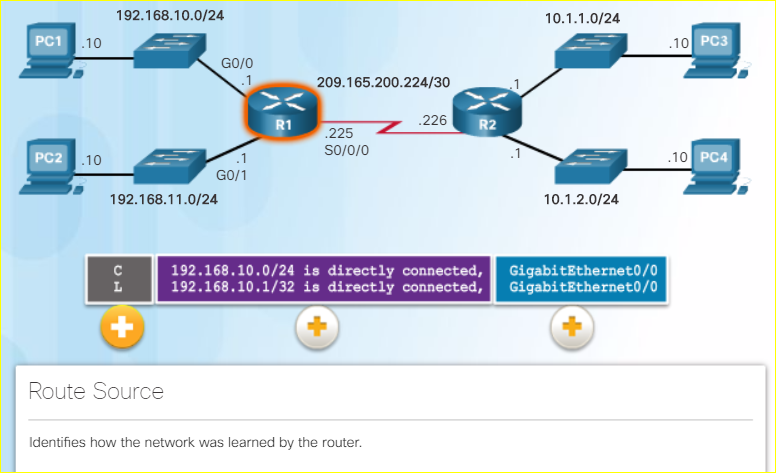 192.168.10.0/24
10.1.1.0/24
PC1
.10
G0/0
.1
.10
PC3
209.165.200.224/30
.1
R1
.225
S0/0/0
.226
R2
PC2
.10
.1
G0/1
.1
.10
PC4
192.168.11.0/24
10.1.2.0/24
C 192.168.10.0/24 is directly connected, GigabitEthernet0/0
L 192.168.10.1/32 is directly connected, GigabitEthernet0/0
Route Source
Identifies how the network was learned by the router.